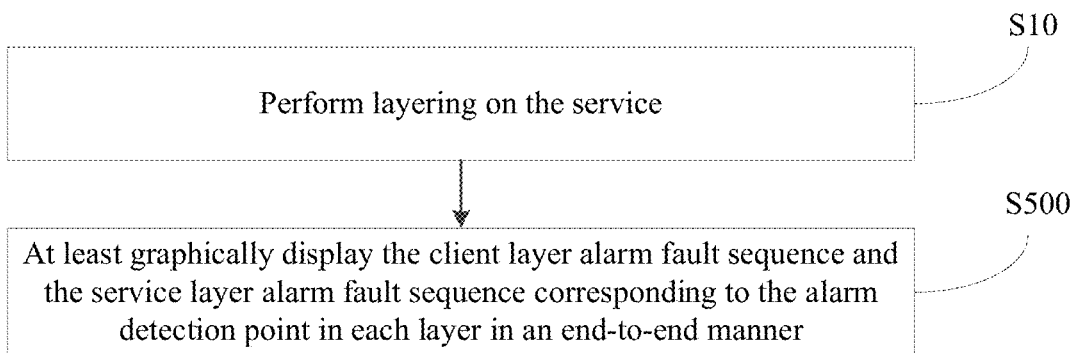 S10
Perform layering on the service
S500
At least graphically display the client layer alarm fault sequence and
the service layer alarm fault sequence corresponding to the alarm
detection point in each layer in an end-to-end manner